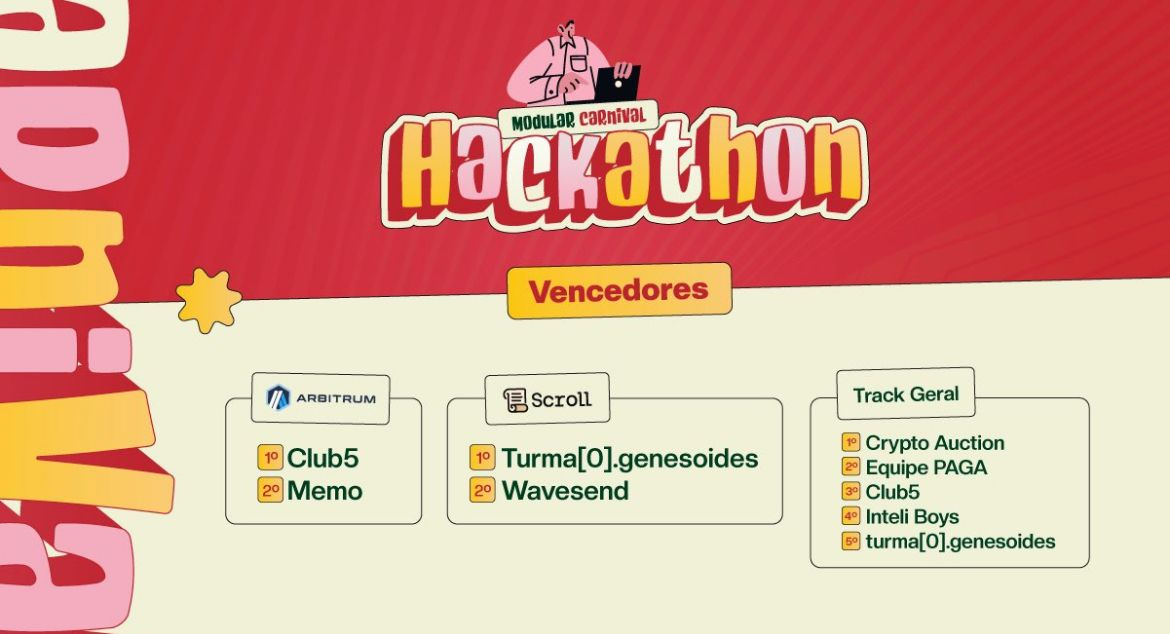 MODULAR CARNIVAL
Hackathon
Vencedores
ARBITRUM
1º Club5
2º Memo
Scroll
1º Turma[0].genesoides
2º Wavesend
Track Geral
1º Crypto Auction
2º Equipe PAGA
3º Club5
4º Inteli Boys
5º turma[0].genesoides